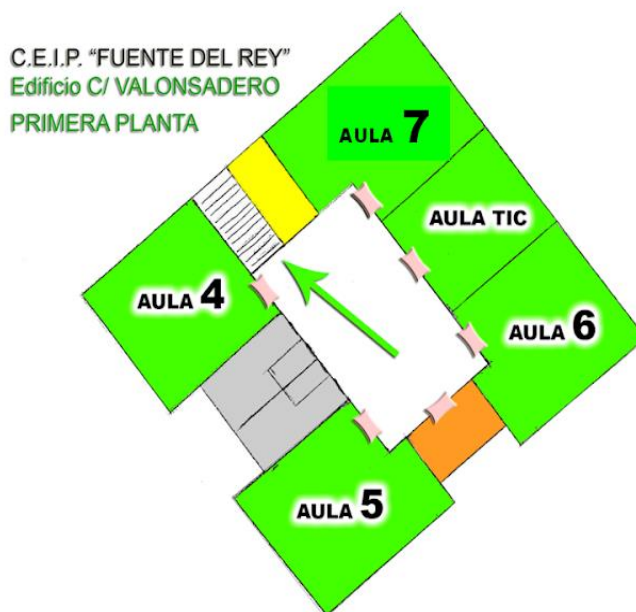 C.E.I.P. “FUENTE DEL REY”
Edificio C/ VALONSADERO
PRIMERA PLANTA
AULA 7
AULA TIC
AULA 4
AULA 6
AULA 5